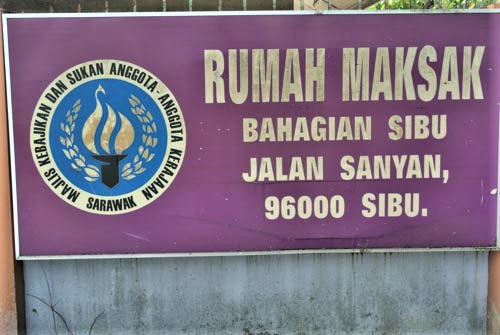 MAJLIS KEBAJIKAN DAN SUKAN ANGGOTA-ANGGOTA KERAJAAN
SARAWAK
RUMAH MAKSAK
BAHAGIAN SIBU
JALAN SANYAN,
96000 SIBU.